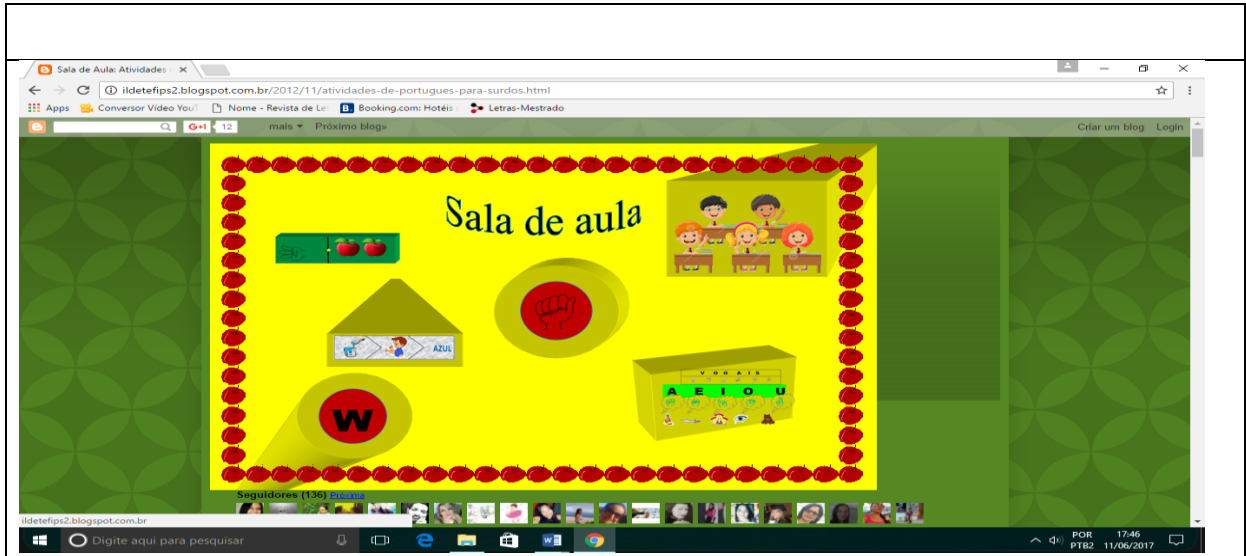 Sala de Aula: Atividades
ildetefips2.blogspot.com.br/2012/11/atividades-de-portugues-para-surdos.html
Apps Conversor Vídeo YouT Nome - Revista de Le Booking.com: Hotéis Letras-Mestrado
G+1 12 mais Próximo blog» Criar um blog Login
Sala de aula
AZUL
VOGAIS
A E I O U
W
Seguidores (136) Próxima
ildetefips2.blogspot.com.br
Digite aqui para pesquisar
POR 17:46
PTB2 11/06/2017